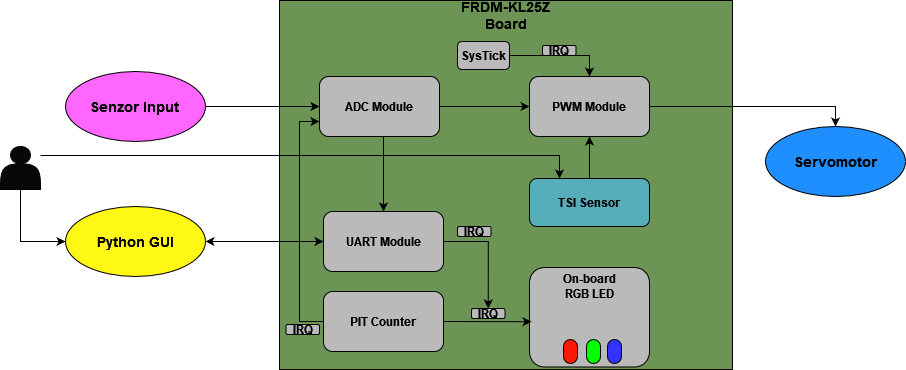 FRDM-KL25Z
Board
SysTick
IRQ
Senzor Input
ADC Module
PWM Module
Servomotor
TSI Sensor
Python GUI
UART Module
IRQ
On-board
RGB LED
PIT Counter
IRQ
IRQ